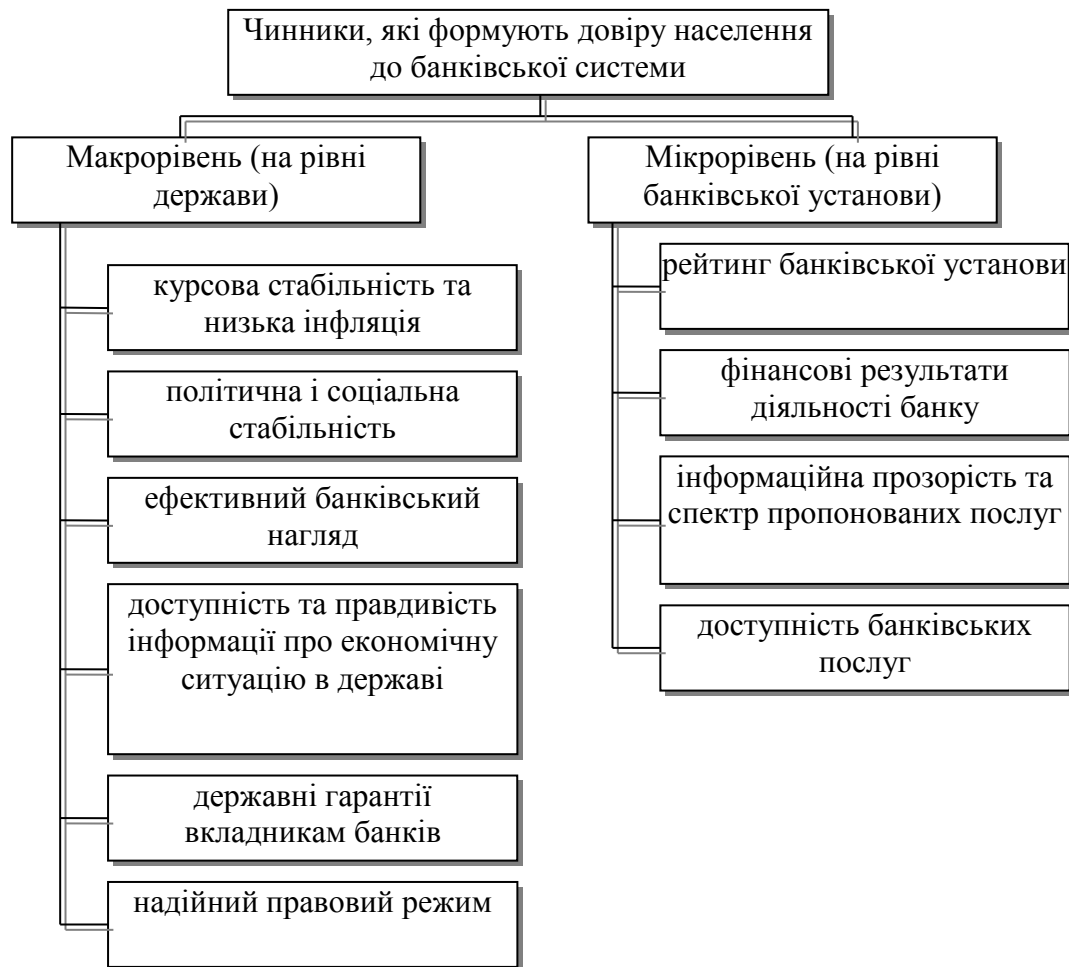 Чинники, які формують довіру населення
до банківської системи
Макрорівень (на рівні
держави)
курсова стабільність та
низька інфляція
політична і соціальна
стабільність
ефективний банківський
нагляд
доступність та правдивість
інформації про економічну
ситуацію в державі
державні гарантії
вкладникам банків
надійний правовий режим
Мікрорівень (на рівні
банківської установи)
рейтинг банківської установи
фінансові результати
діяльності банку
інформаційна прозорість та
спектр пропонованих послуг
доступність банківських
послуг